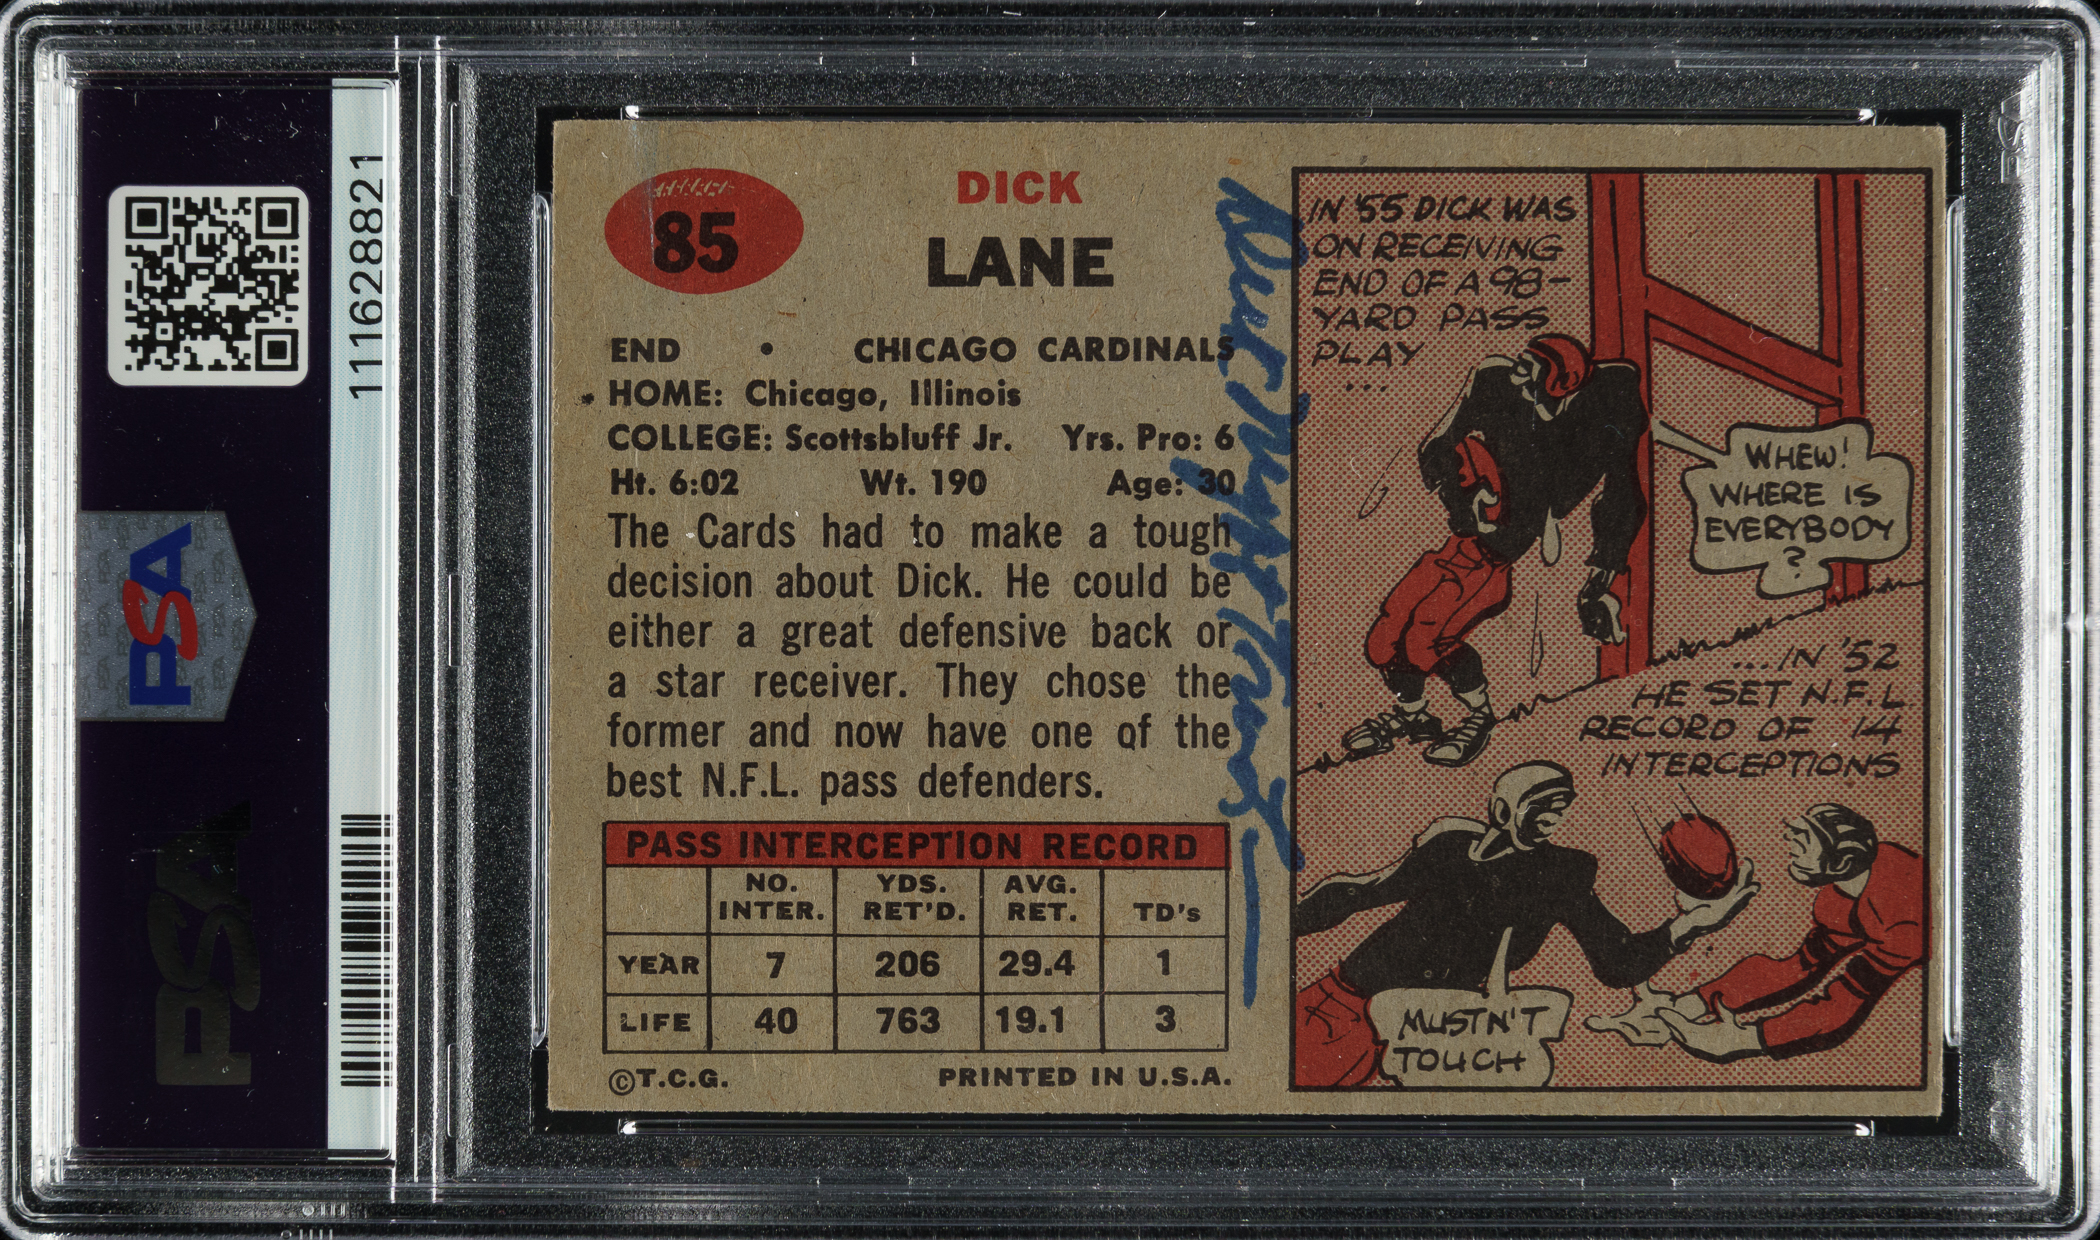 111628821
PSA
PSA
85
DICK
LANE
END • CHICAGO CARDINALS
* HOME: Chicago, Illinois
COLLEGE: Scottsbluff Jr. Yrs. Pro: 6
Ht. 6:02 Wt. 190 Age: 30
The Cards had to make a tough
decision about Dick. He could be
either a great defensive back or
a star receiver. They chose the
former and now have one of the
best N.F.L. pass defenders.
PASS INTERCEPTION RECORD
NO. INTER. YDS. RET'D. AVG. RET. TD's
YEAR 7 206 29.4 1
LIFE 40 763 19.1 3
©T.C.G. PRINTED IN U.S.A.
IN '55 DICK WAS
ON RECEIVING
END OF A 98-
YARD PASS
PLAY
...
WHEW!
WHERE IS
EVERYBODY
?
...IN '52
HE SET N.F.L
RECORD OF 14
INTERCEPTIONS
MUSTN'T
TOUCH
PSA